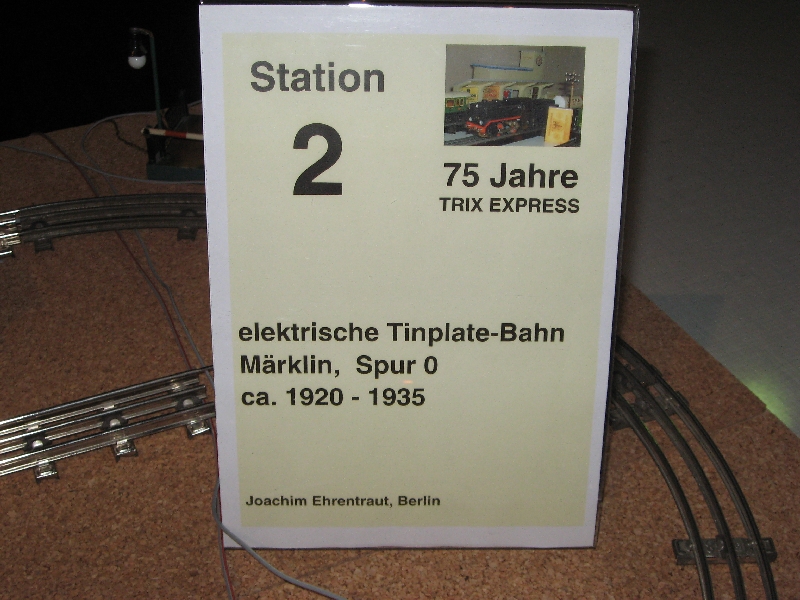 Station
2
75 Jahre
TRIX EXPRESS
elektrische Tinplate-Bahn
Märklin, Spur 0
ca. 1920 - 1935
Joachim Ehrentraut, Berlin